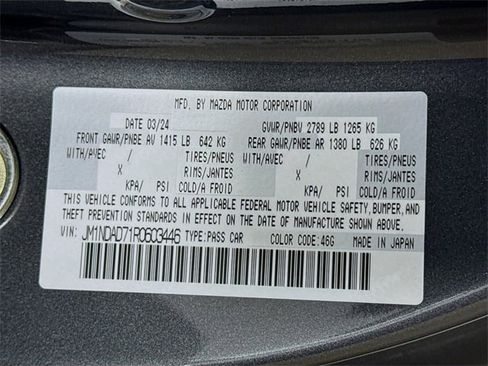 MFD. BY MAZDA MOTOR CORPORATION
DATE 03/24 GVWR/PNBV 2789 LB 1265 KG
FRONT GAWR/PNBE AV 1415 LB 642 KG REAR GAWR/PNBE AR 1380 LB 626 KG
WITH/AVEC / TIRES/PNEUS WITH/AVEC / TIRES/PNEUS
X RIMS/JANTES X RIMS/JANTES
KPA/ PSI COLD/FROID KPA/ PSI COLD/FROID
THIS VEHICLE CONFORMS TO ALL APPLICABLE FEDERAL MOTOR VEHICLE SAFETY, BUMPER, AND
THEFT PREVENTION STANDARDS IN EFFECT ON THE DATE OF MANUFACTURE SHOWN ABOVE.
VIN: JM1NDAD71R0603446 TYPE:PASS CAR COLOR CODE:46G MADE IN JAPAN